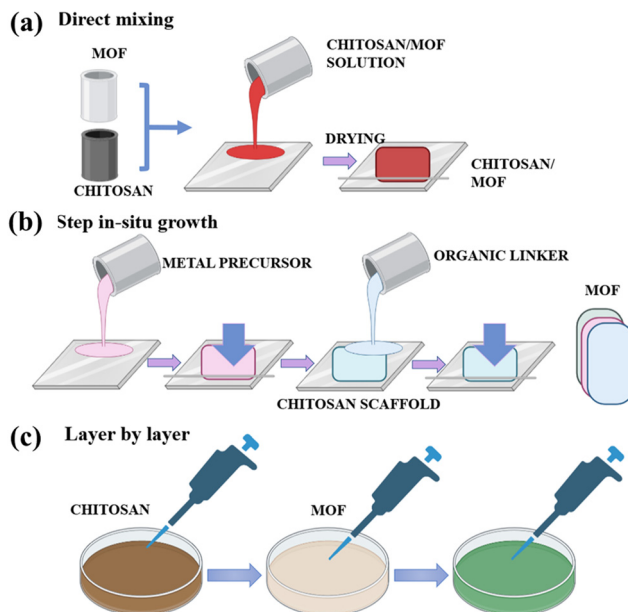 (a) Direct mixing
MOF
CHITOSAN
CHITOSAN/MOF
SOLUTION
DRYING
CHITOSAN/
MOF
(b) Step in-situ growth
METAL PRECURSOR
ORGANIC LINKER
MOF
CHITOSAN SCAFFOLD
(c) Layer by layer
CHITOSAN
MOF